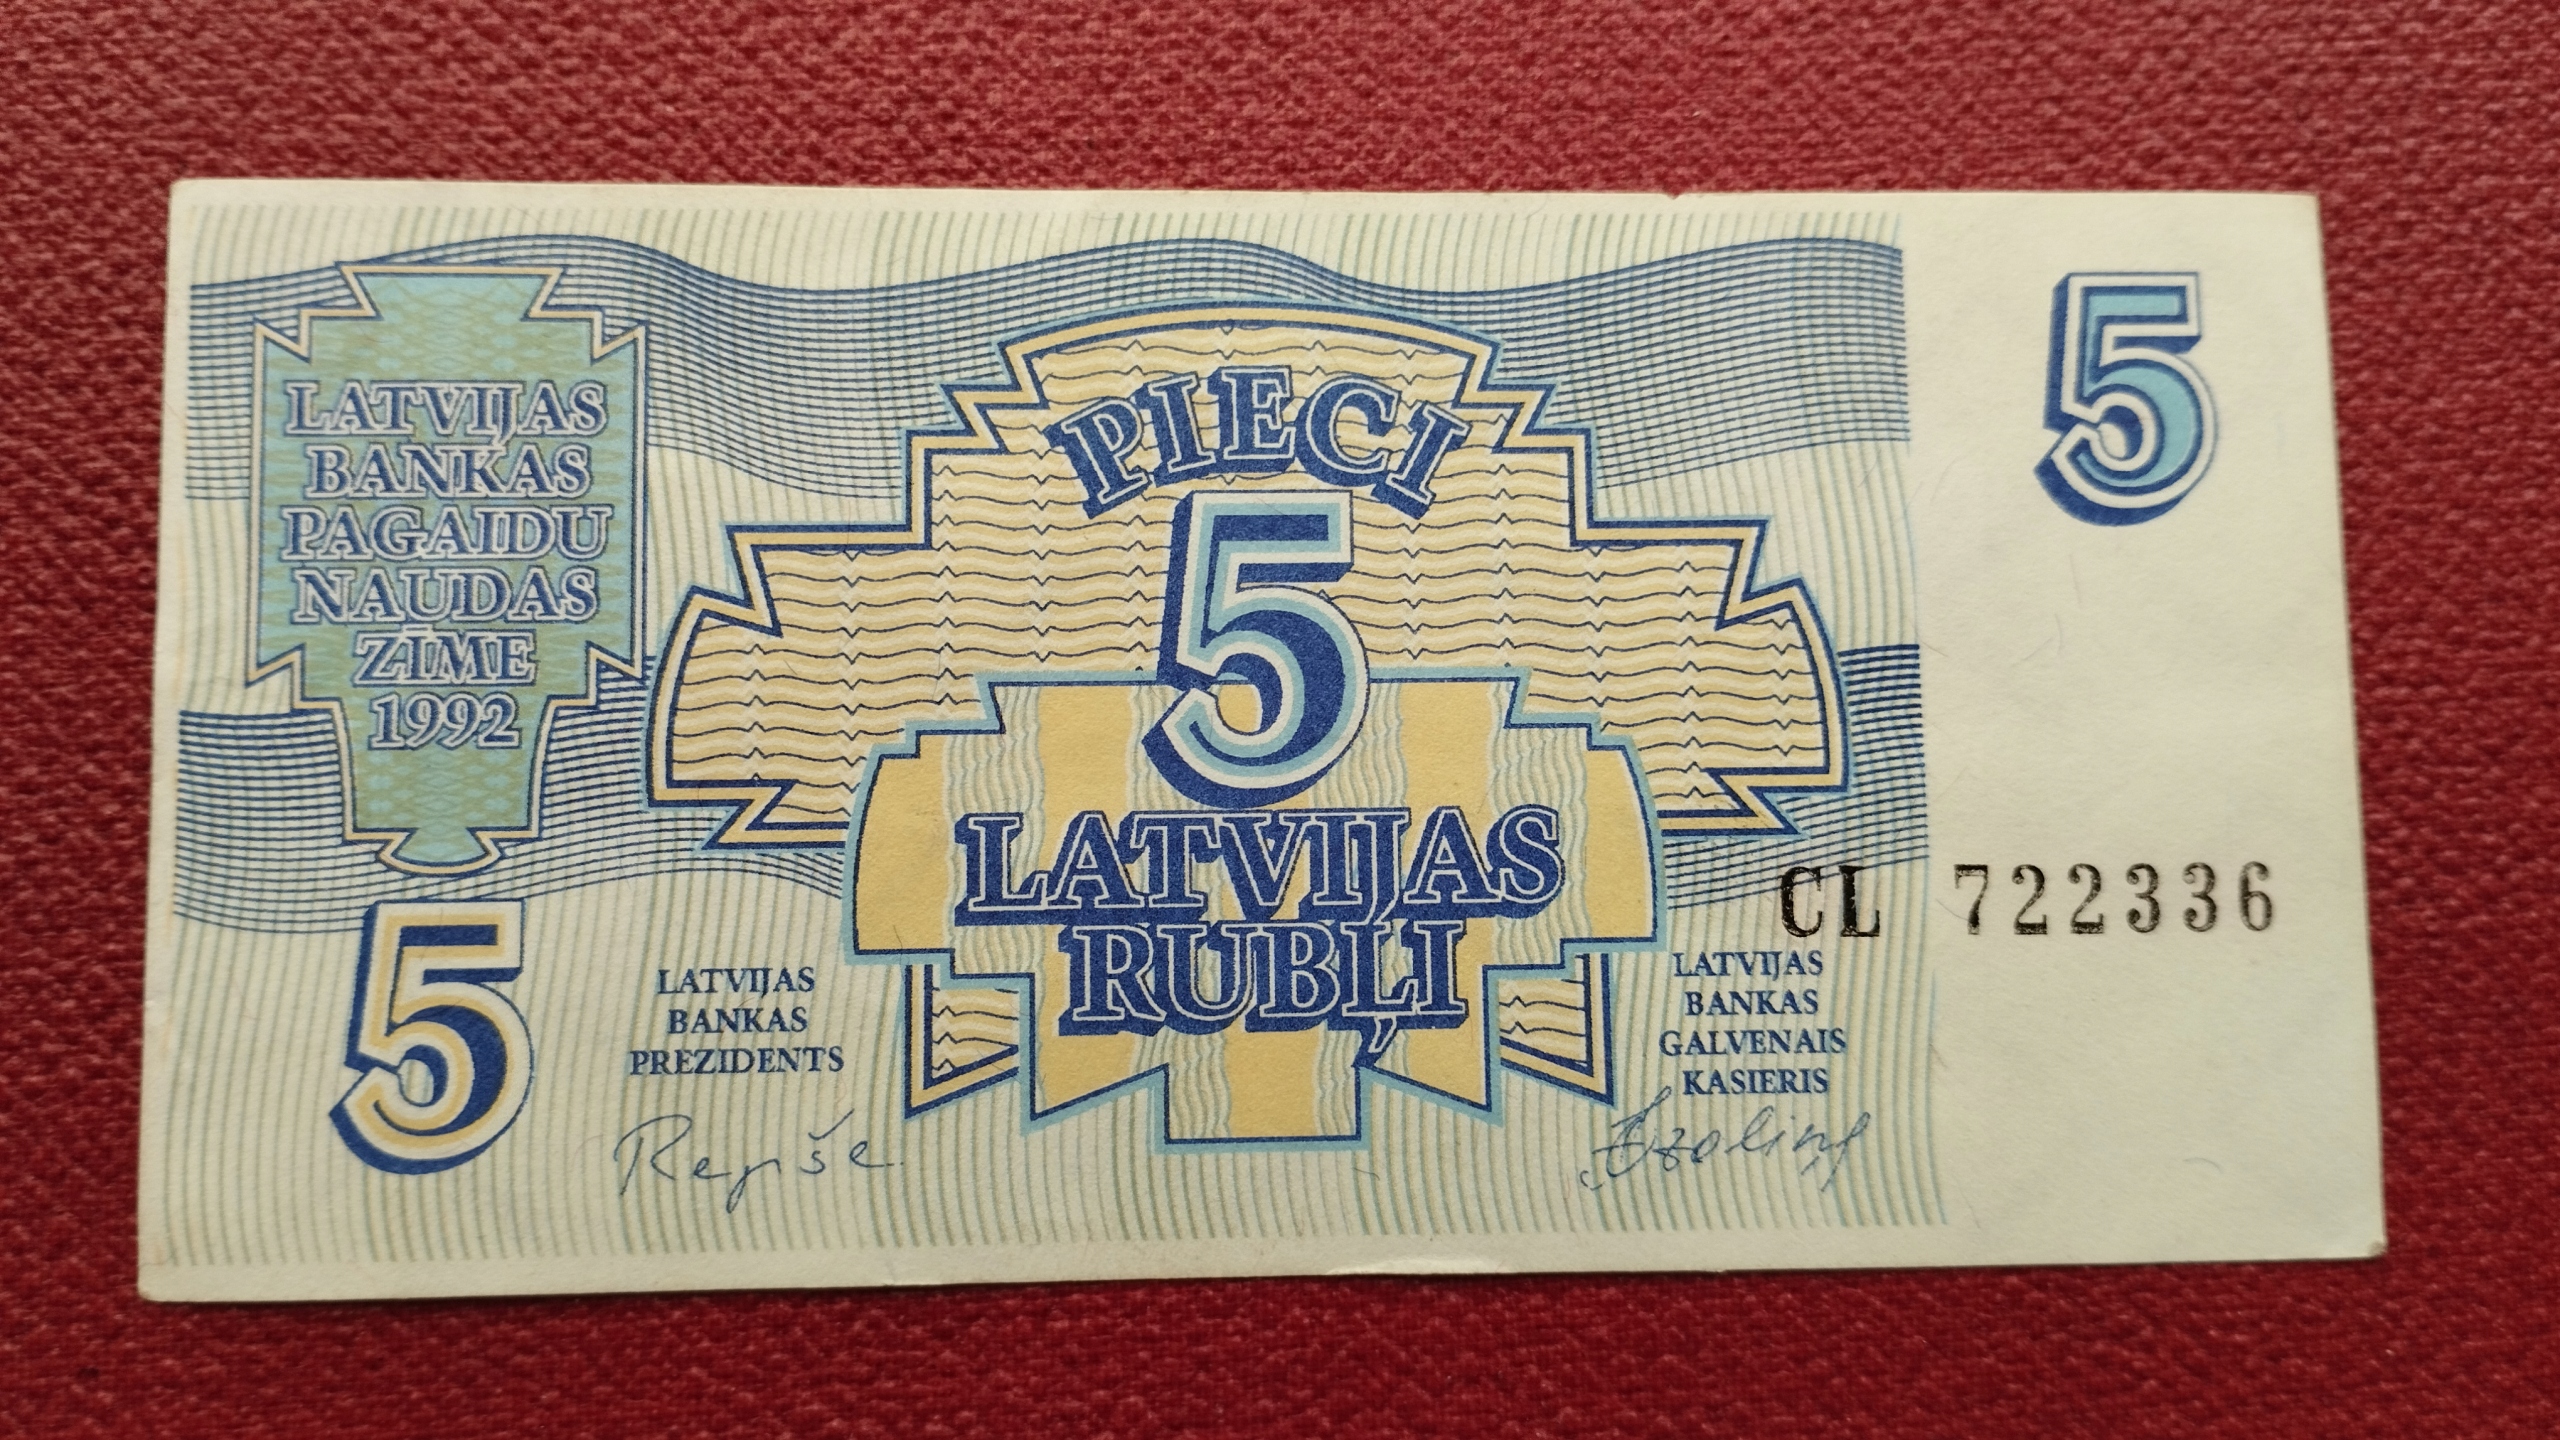 LATVIJAS
BANKAS
PAGAIDU
NAUDAS
ZĪME
1992
5
PIECI
5
LATVIJAS
RUBĻI
5
CL 722336
LATVIJAS
BANKAS
PREZIDENTS
Repše
LATVIJAS
BANKAS
GALVENAIS
KASIERIS